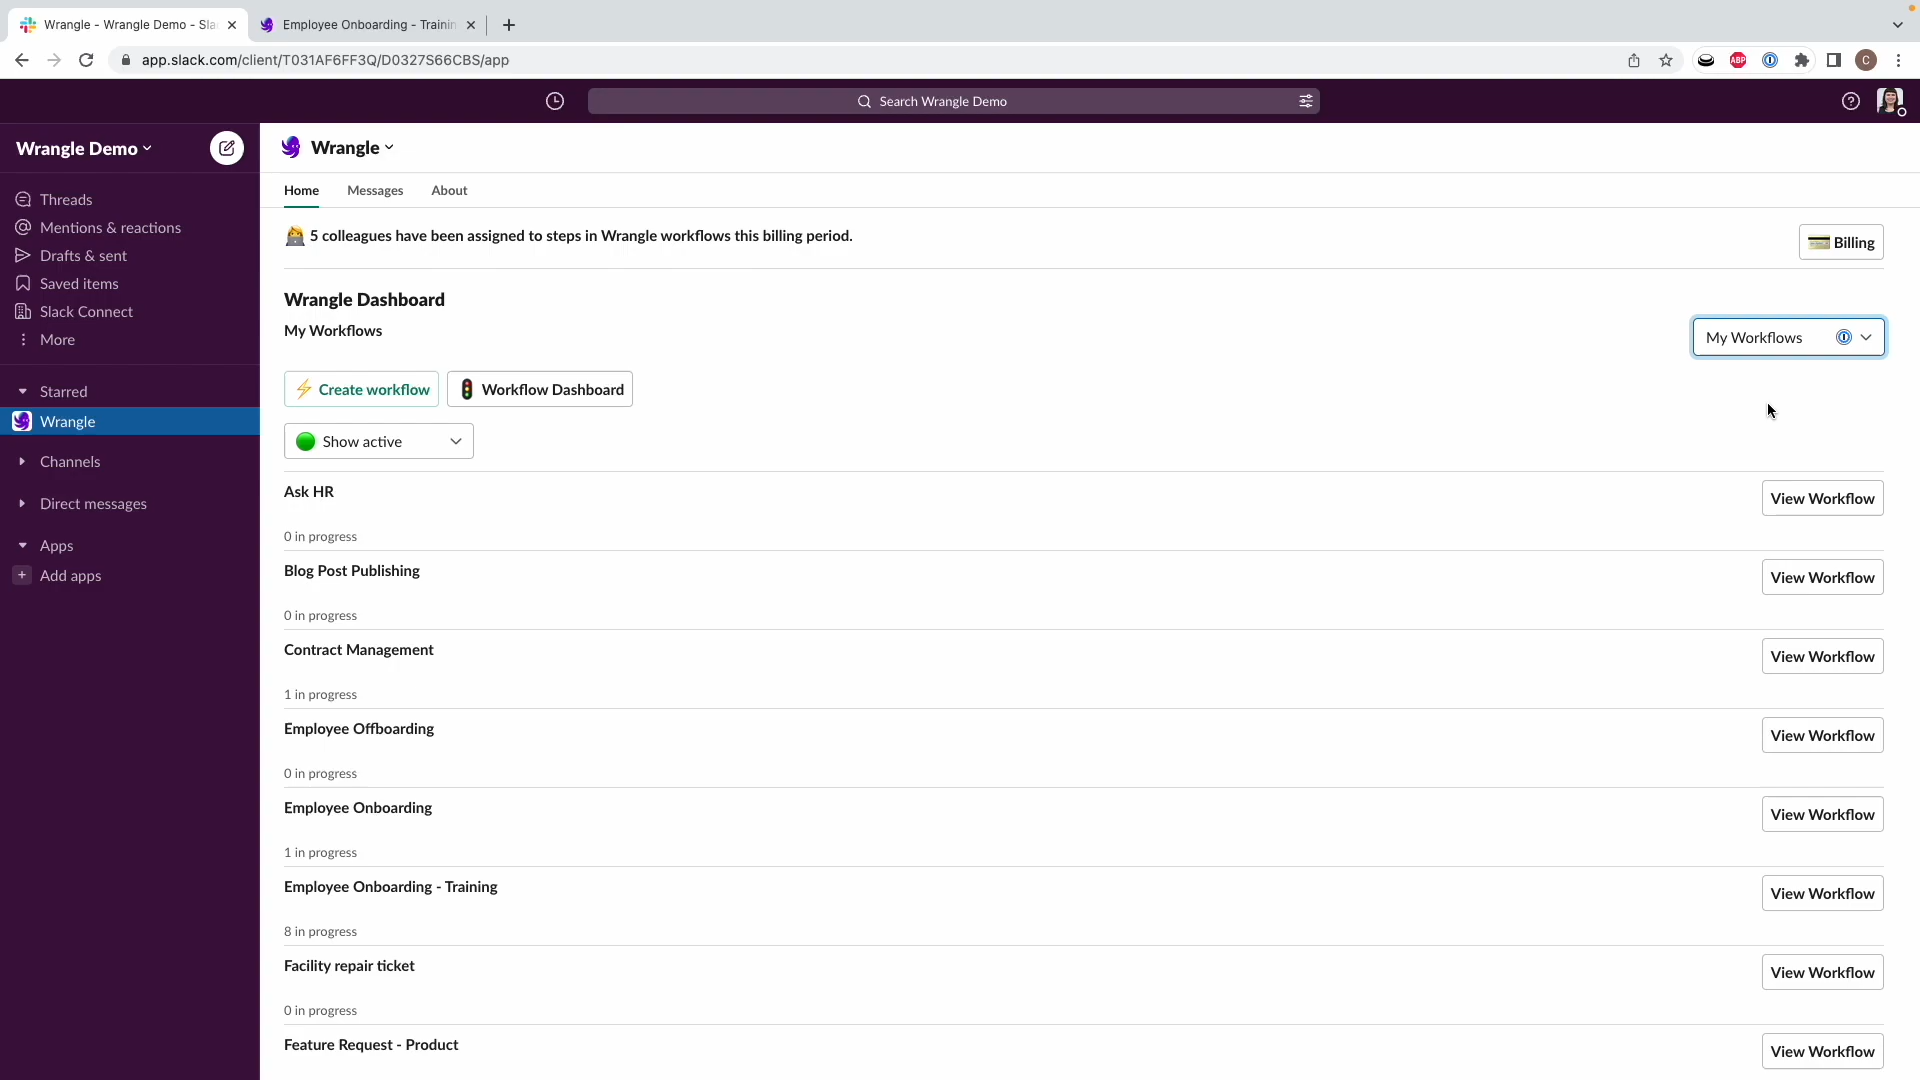 Wrangle - Wrangle Demo - Sla
Employee Onboarding - Trainin
app.slack.com/client/T031AF6FF3Q/D0327S66CBS/app
ABP
C
Search Wrangle Demo
Wrangle Demo
Wrangle
Threads
Mentions & reactions
Drafts & sent
Saved items
Slack Connect
More
Starred
Wrangle
Channels
Direct messages
Apps
Add apps
Home
Messages
About
5 colleagues have been assigned to steps in Wrangle workflows this billing period.
Billing
Wrangle Dashboard
My Workflows
My Workflows
Create workflow
Workflow Dashboard
Show active
Ask HR
View Workflow
0 in progress
Blog Post Publishing
View Workflow
0 in progress
Contract Management
View Workflow
1 in progress
Employee Offboarding
View Workflow
0 in progress
Employee Onboarding
View Workflow
1 in progress
Employee Onboarding - Training
View Workflow
8 in progress
Facility repair ticket
View Workflow
0 in progress
Feature Request - Product
View Workflow